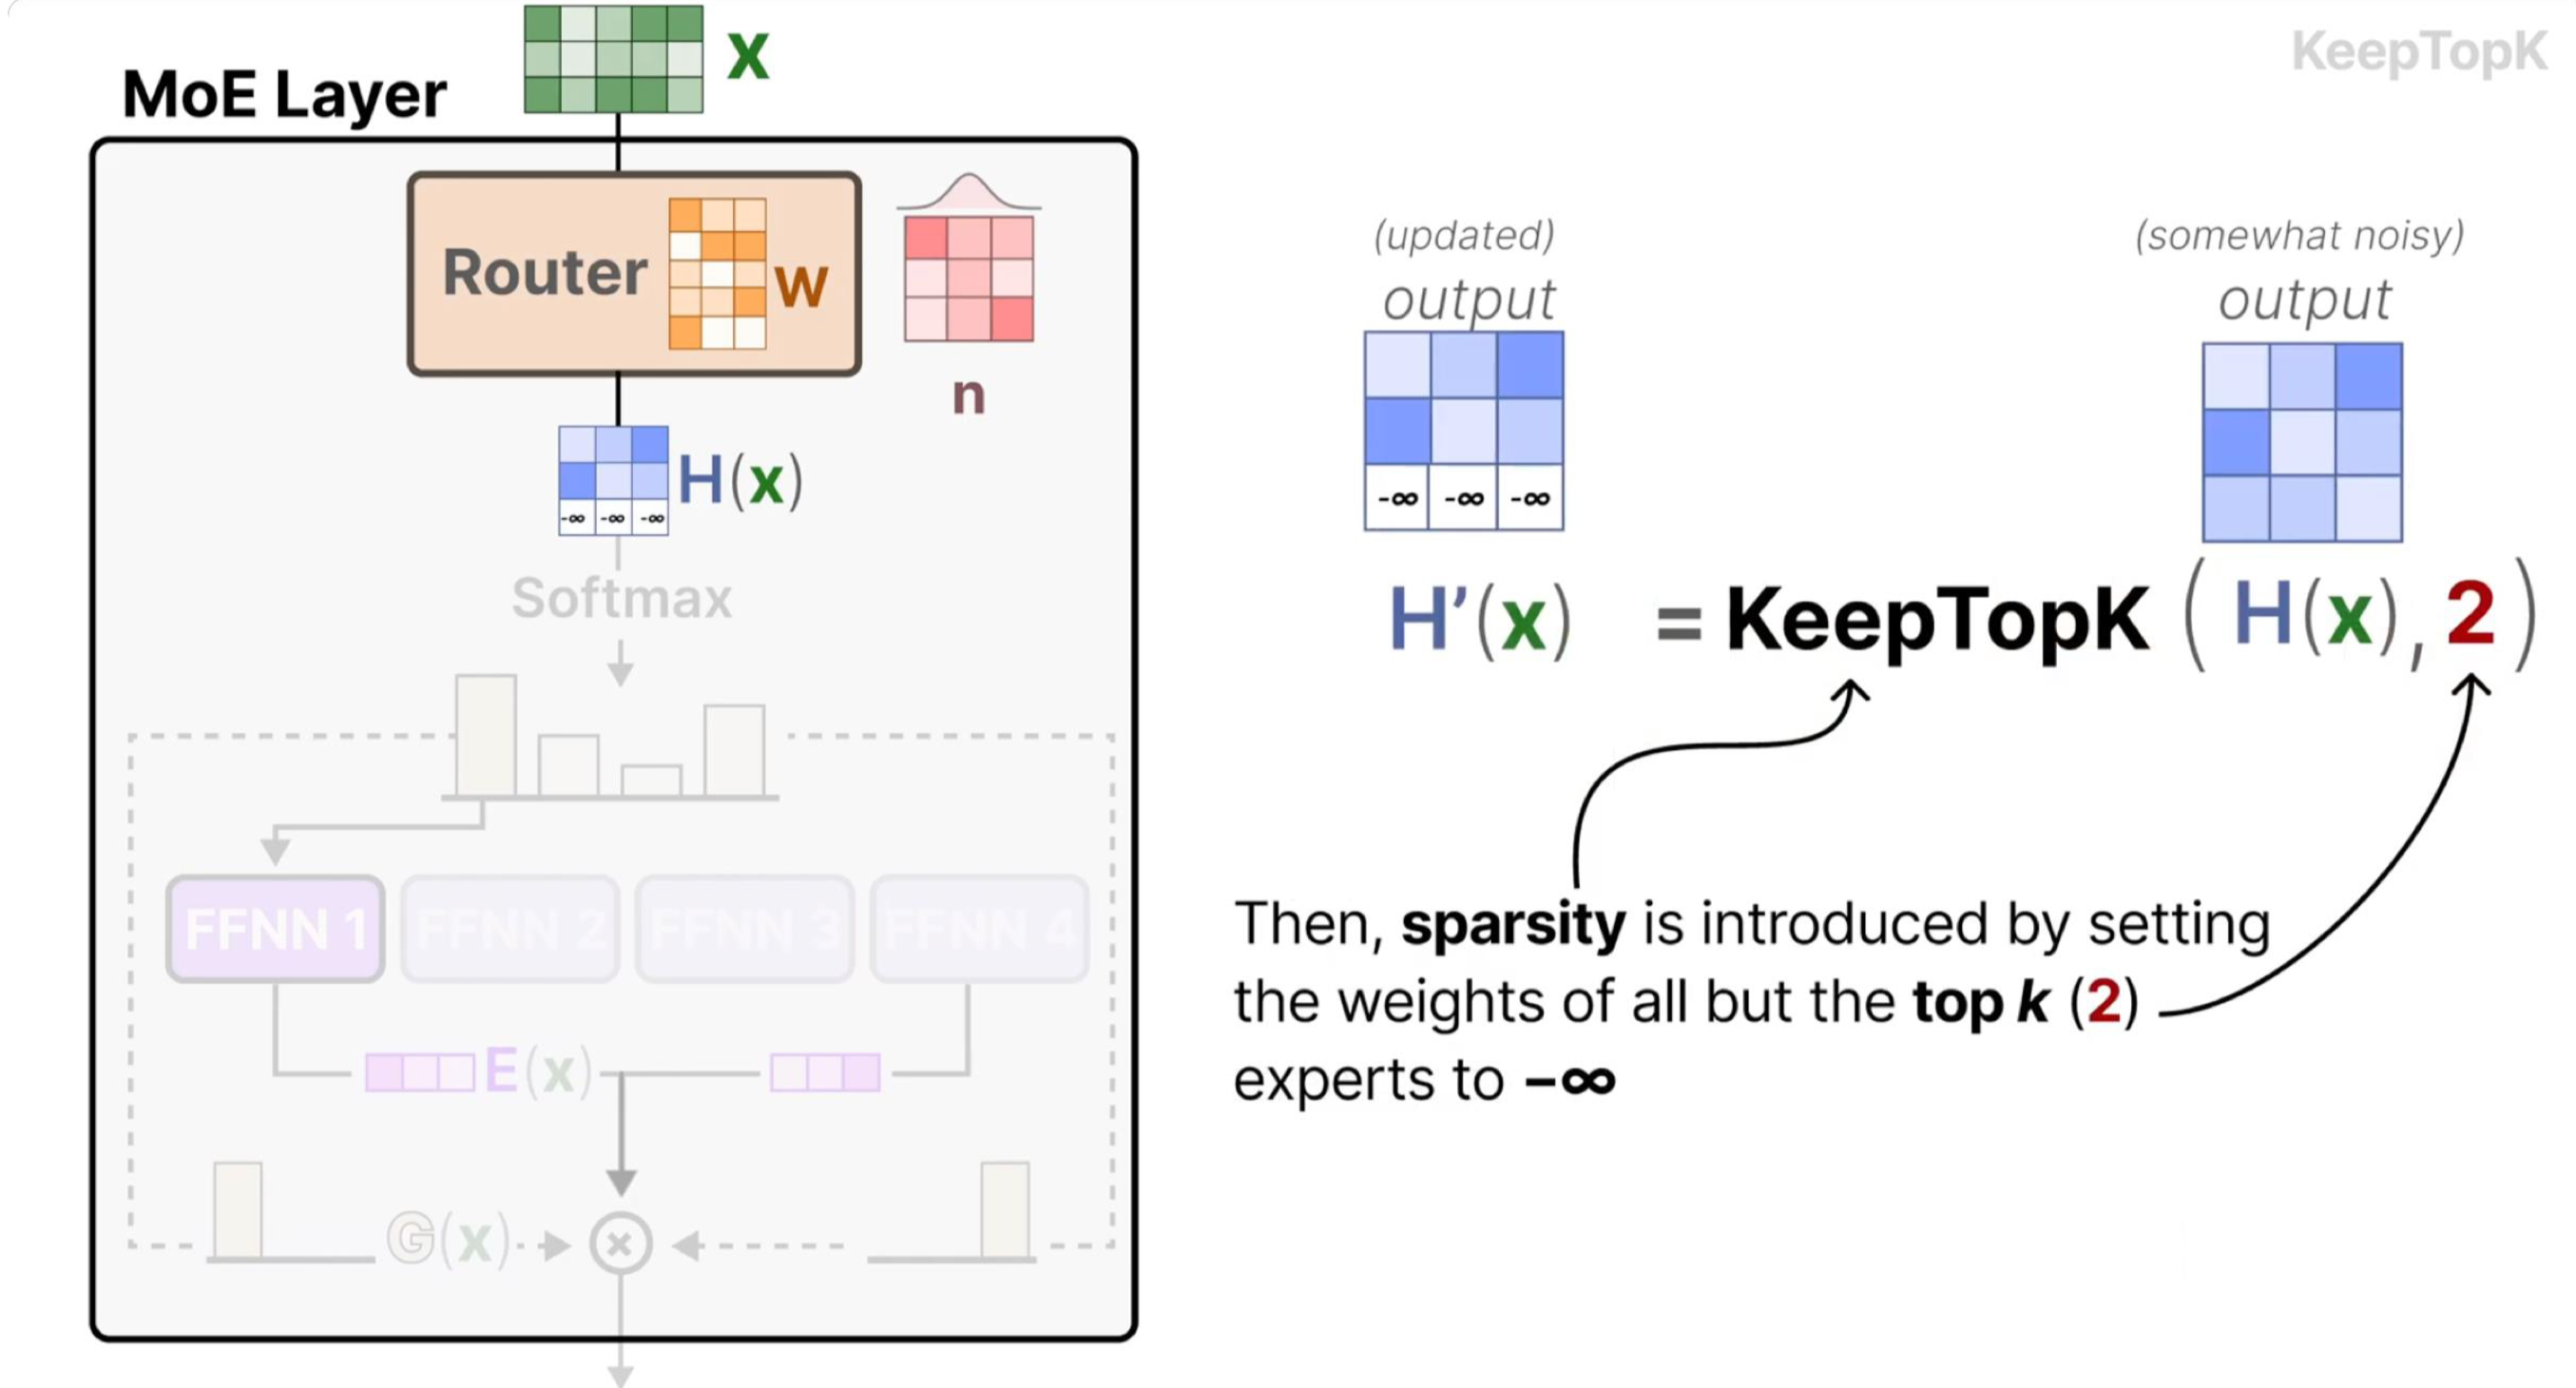 KeepTopK
MoE Layer
x
Router
W
n
H(x)
-∞ -∞ -∞
Softmax
FFNN 1
FFNN 2
FFNN 3
FFNN 4
E(x)
G(x)
(updated)
output
-∞ -∞ -∞
(somewhat noisy)
output
H’(x) = KeepTopK ( H(x), 2 )
Then, sparsity is introduced by setting
the weights of all but the top k (2)
experts to -∞